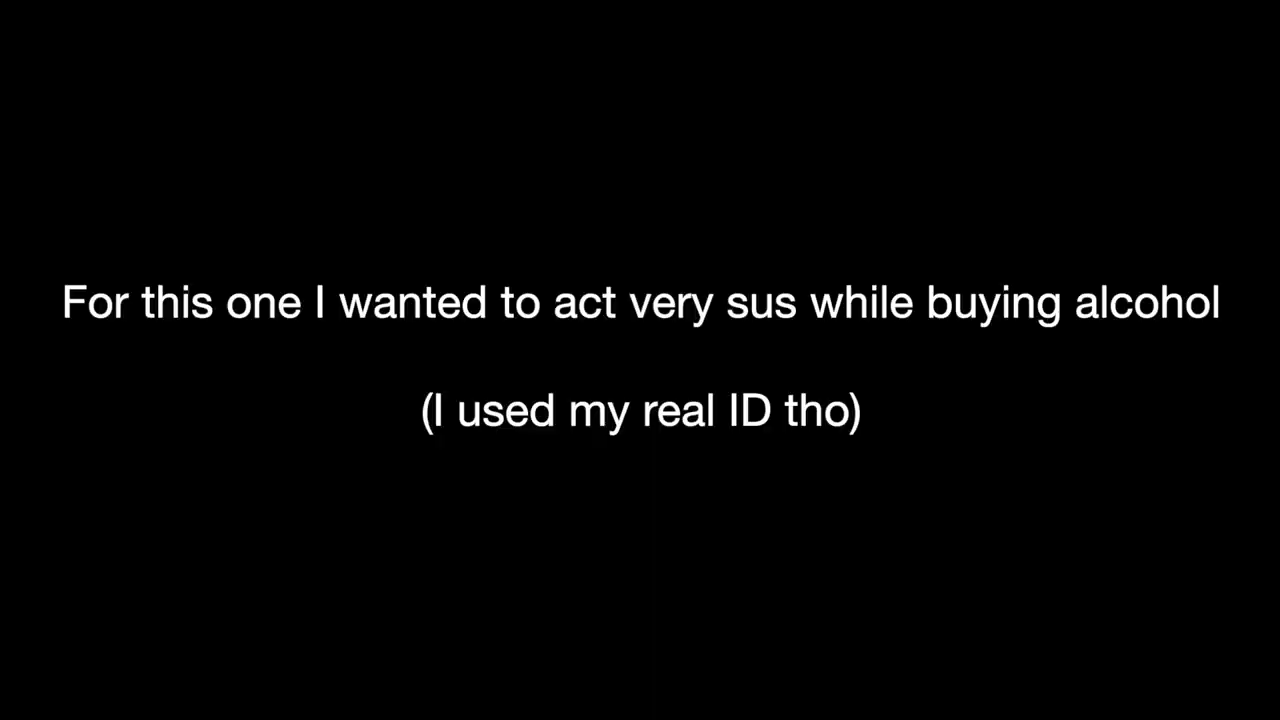 For this one I wanted to act very sus while buying alcohol
(I used my real ID tho)